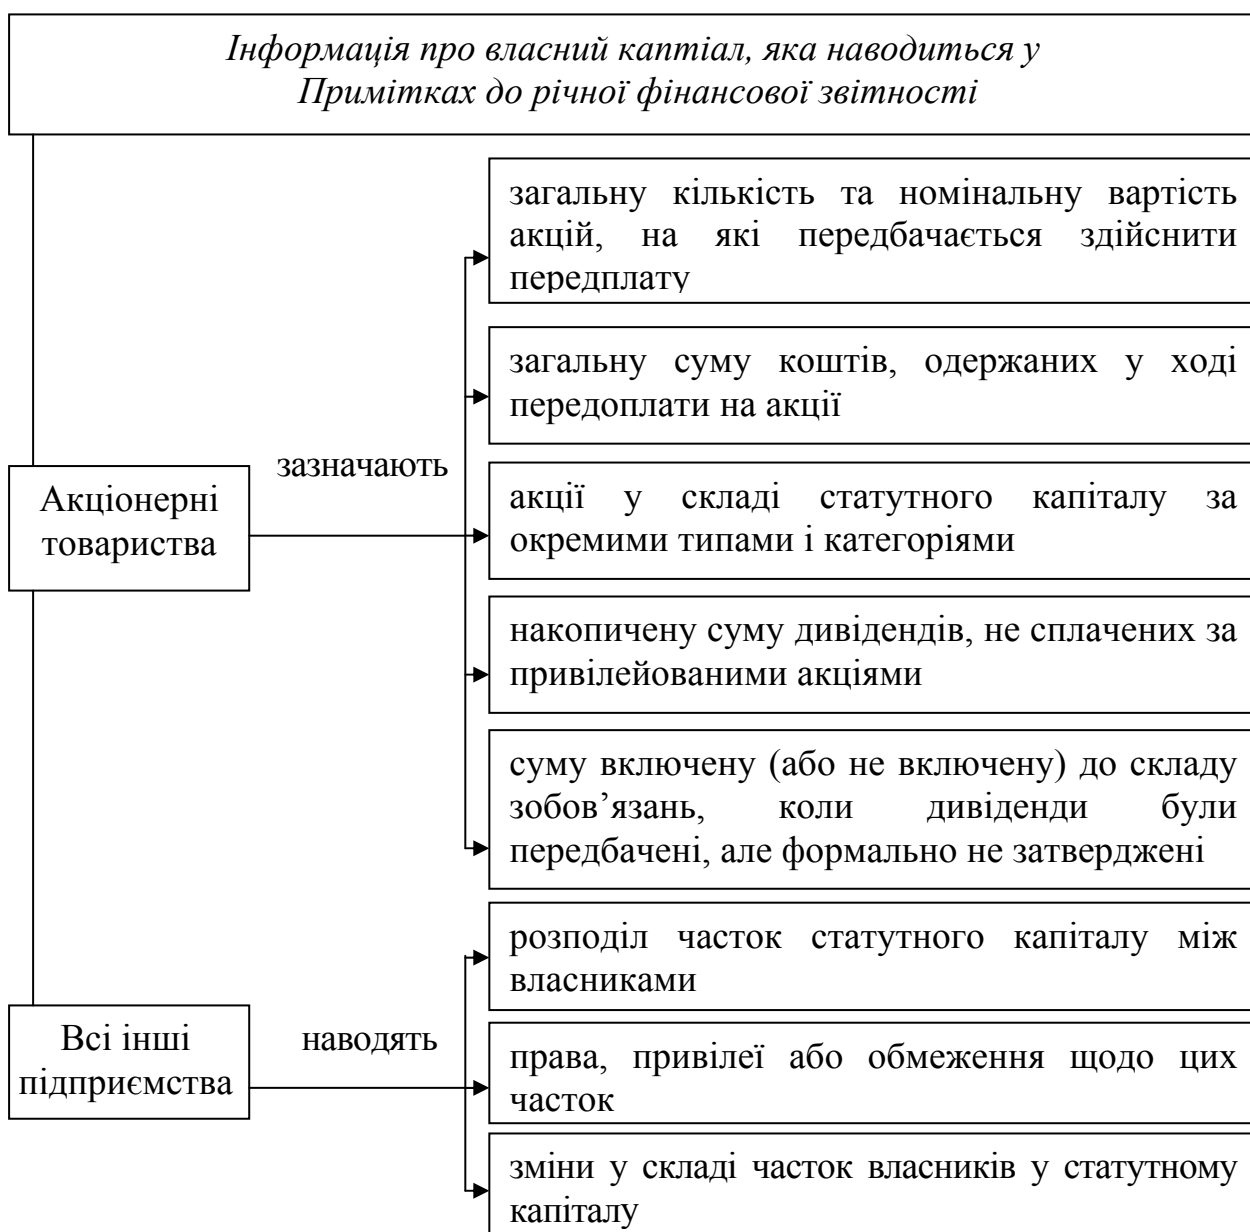 Інформація про власний каптіал, яка наводиться у
Примітках до річної фінансової звітності
загальну кількість та номінальну вартість
акцій, на які передбачається здійснити
передплату
загальну суму коштів, одержаних у ході
передоплати на акції
зазначають
Акціонерні
товариства
акції у складі статутного капіталу за
окремими типами і категоріями
накопичену суму дивідендів, не сплачених за
привілейованими акціями
суму включену (або не включену) до складу
зобов’язань, коли дивіденди були
передбачені, але формально не затверджені
розподіл часток статутного капіталу між
власниками
Всі інші
підприємства
наводять
права, привілеї або обмеження щодо цих
часток
зміни у складі часток власників у статутному
капіталу